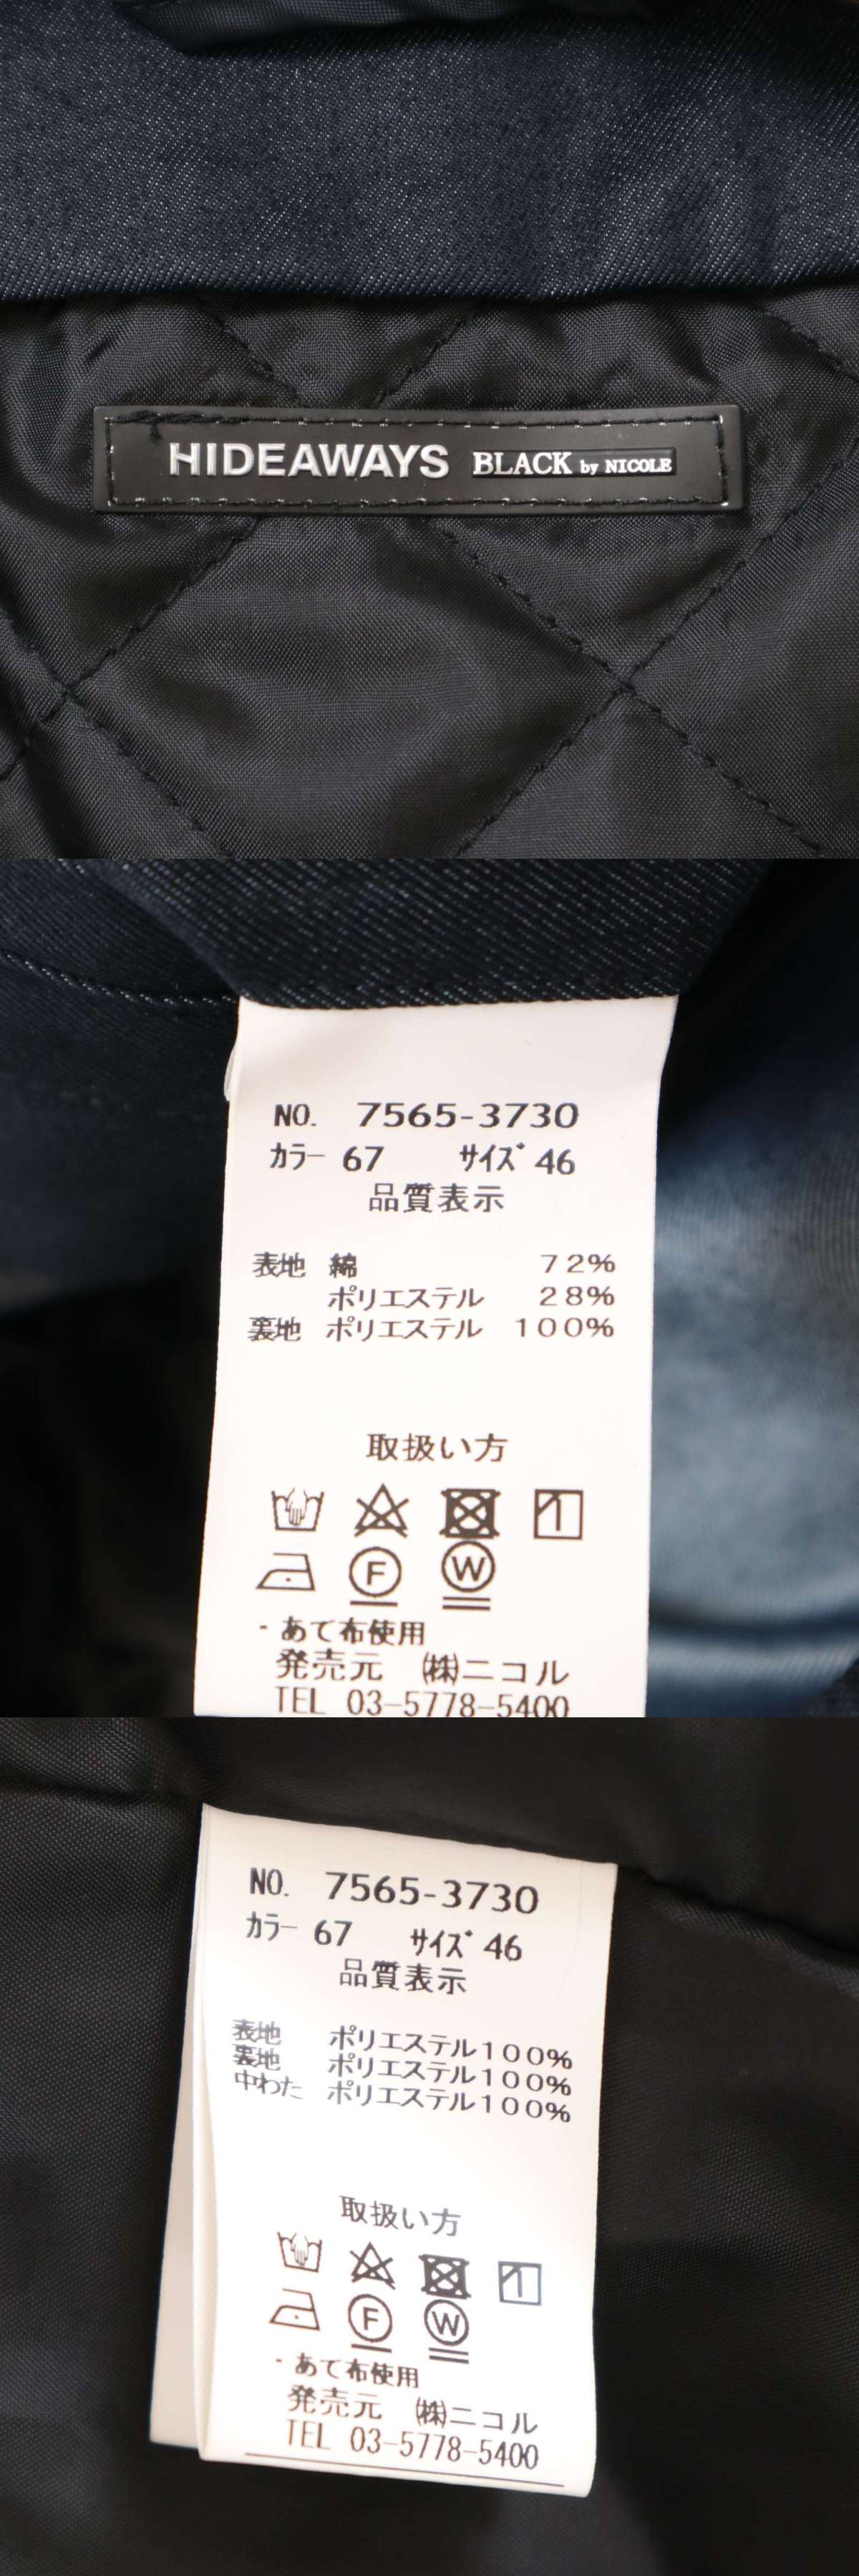 HIDEAWAYS BLACK by NICOLE
NO. 7565-3730
カラー 67 サイズ 46
品質表示
表地 綿 72%
ポリエステル 28%
裏地 ポリエステル 100%
取扱い方
F W
- あて布使用
発売元 ㈱ニコル
TEL 03-5778-5400
NO. 7565-3730
カラー 67 サイズ 46
品質表示
表地 ポリエステル100%
裏地 ポリエステル100%
中わた ポリエステル100%
取扱い方
F W
- あて布使用
発売元 ㈱ニコル
TEL 03-5778-5400